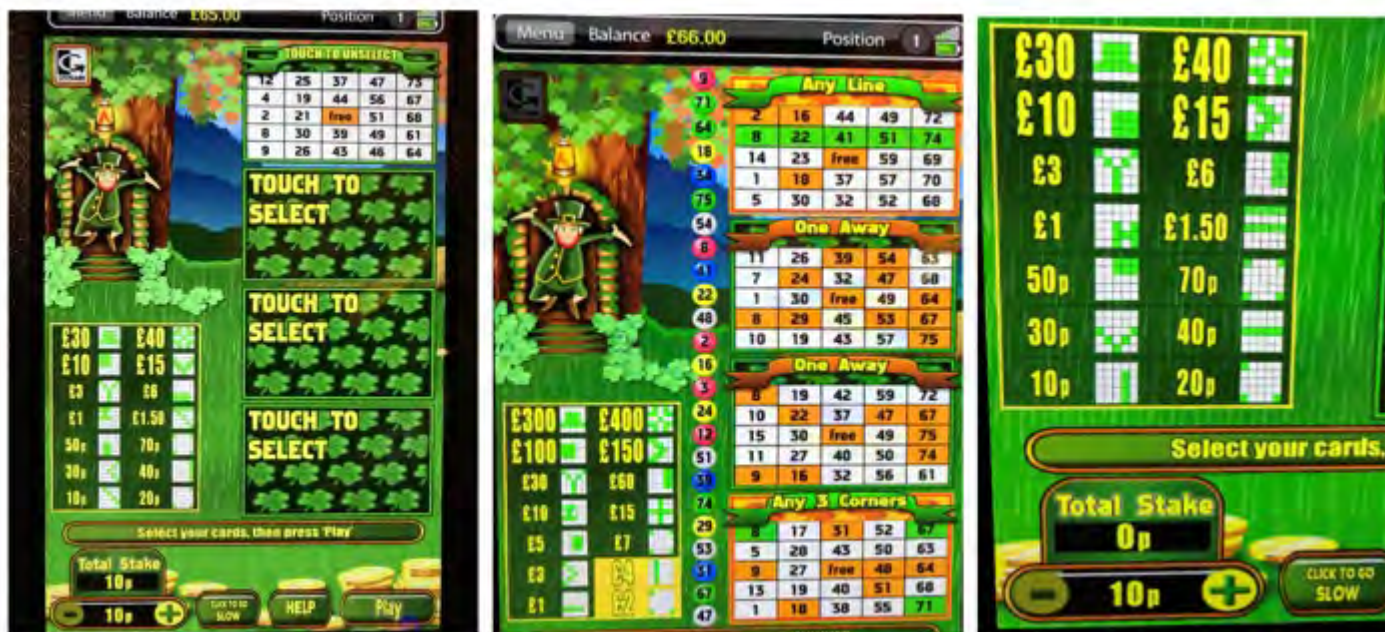 Menu Balance £65.00 Position 1
TOUCH TO UNSELECT
12 25 37 47 75
4 19 44 56 67
2 21 free 51 68
8 30 39 49 61
9 26 43 46 64
TOUCH TO
SELECT
TOUCH TO
SELECT
TOUCH TO
SELECT
£30 £40
£10 £15
£3 £6
£1 £1.50
50p 70p
30p 40p
10p 20p
Select your cards, then press 'Play'
Total Stake
10p
- 10p +
CLICK TO GO
SLOW
HELP
Play
Menu Balance £66.00 Position 1
9
71
64
18
54
75
54
8
41
22
48
2
16
3
24
12
51
39
74
29
53
31
67
47
Any Line
2 16 44 49 72
8 22 41 51 74
14 23 free 59 69
1 18 37 57 70
5 30 32 52 68
One Away
11 26 39 54 63
7 24 32 47 68
1 30 free 49 64
8 29 45 53 67
10 19 43 57 75
One Away
8 19 42 59 72
10 22 37 47 67
15 30 free 49 75
11 27 40 50 74
9 16 32 56 61
Any 3 Corners
8 17 31 52 67
5 28 43 50 63
9 27 free 48 64
13 19 40 51 68
1 18 38 55 71
£300 £400
£100 £150
£30 £60
£10 £15
£5 £7
£3 £4
£1 £2
£30 £40
£10 £15
£3 £6
£1 £1.50
50p 70p
30p 40p
10p 20p
Select your cards,
Total Stake
0p
- 10p +
CLICK TO GO
SLOW